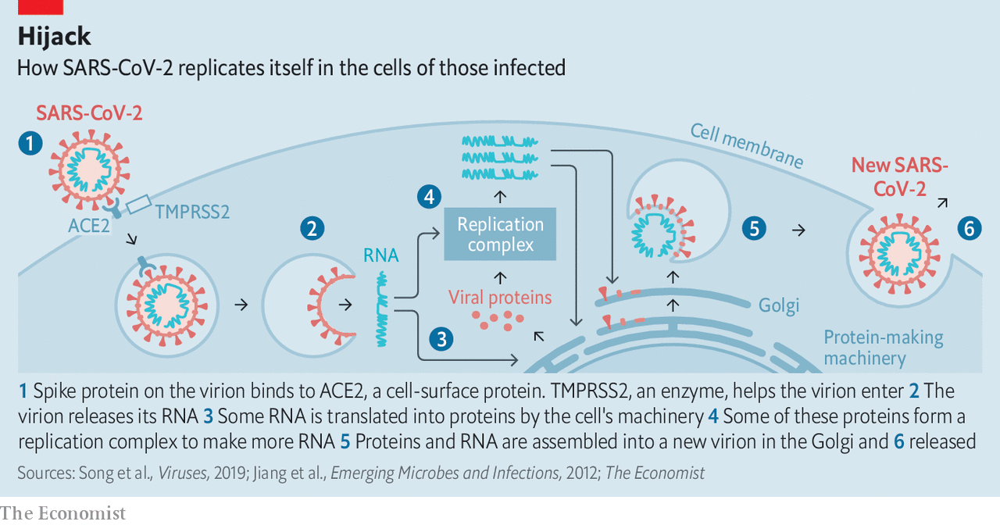 Hijack
How SARS-CoV-2 replicates itself in the cells of those infected
SARS-CoV-2
1
ACE2
TMPRSS2
2
RNA
3
4
Replication
complex
Viral proteins
Cell membrane
5
Golgi
Protein-making
machinery
New SARS-
CoV-2
6
1 Spike protein on the virion binds to ACE2, a cell-surface protein. TMPRSS2, an enzyme, helps the virion enter 2 The
virion releases its RNA 3 Some RNA is translated into proteins by the cell's machinery 4 Some of these proteins form a
replication complex to make more RNA 5 Proteins and RNA are assembled into a new virion in the Golgi and 6 released
Sources: Song et al., Viruses, 2019; Jiang et al., Emerging Microbes and Infections, 2012; The Economist
The Economist